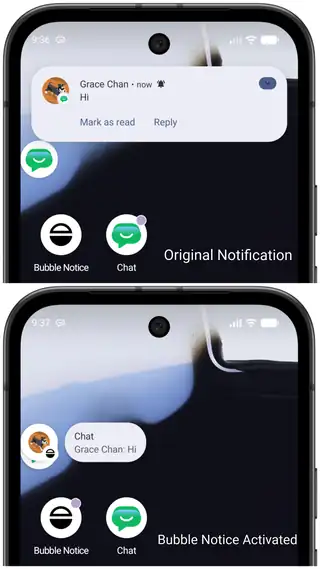 9:36
Grace Chan • now
Hi
Mark as read Reply
Bubble Notice Chat
Original Notification
9:37
Chat
Grace Chan: Hi
Bubble Notice Chat
Bubble Notice Activated